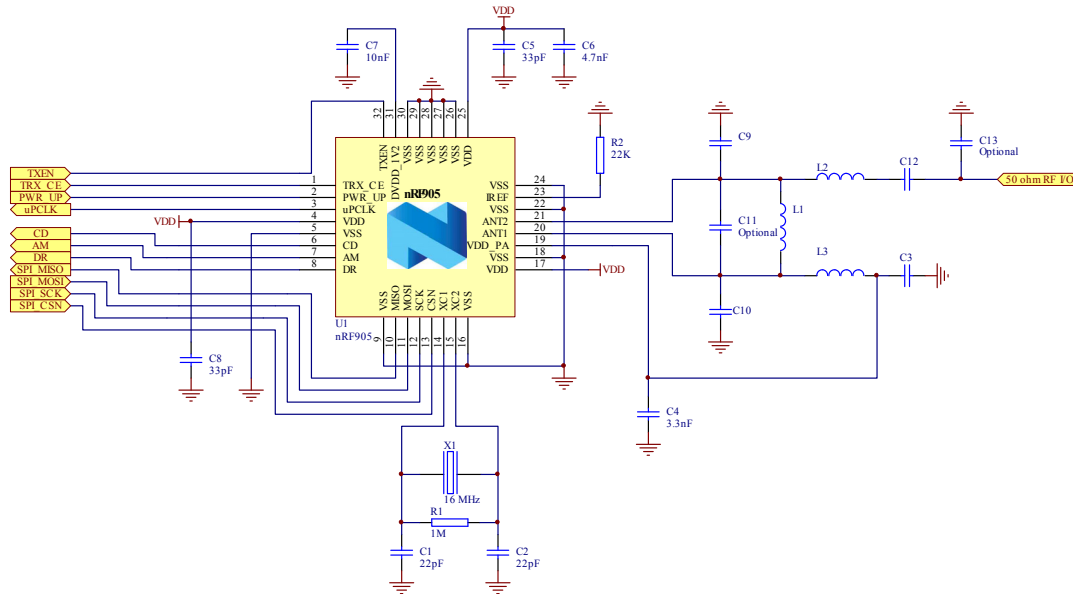 VDD
C7
10nF
C5
33pF
C6
4.7nF
32
31
30
29
28
27
26
25
TXEN
DVDD_1V2
VSS
VSS
VSS
VSS
VSS
VDD
R2
22K
C9
C13
Optional
L2
C12
50 ohm RF I/O
C11
Optional
L1
L3
C3
C10
TXEN
TRX_CE
PWR_UP
uPCLK
CD
AM
DR
SPI_MISO
SPI_MOSI
SPI_SCK
SPI_CSN
VDD
1
2
3
4
5
6
7
8
TRX_CE
PWR_UP
uPCLK
VDD
VSS
CD
AM
DR
nRF905
VSS
IREF
VSS
ANT2
ANT1
VDD_PA
VSS
VDD
24
23
22
21
20
19
18
17
VDD
VSS
MISO
MOSI
SCK
CSN
XC1
XC2
VSS
U1
nRF905
9
10
11
12
13
14
15
16
C8
33pF
C4
3.3nF
X1
16 MHz
R1
1M
C1
22pF
C2
22pF